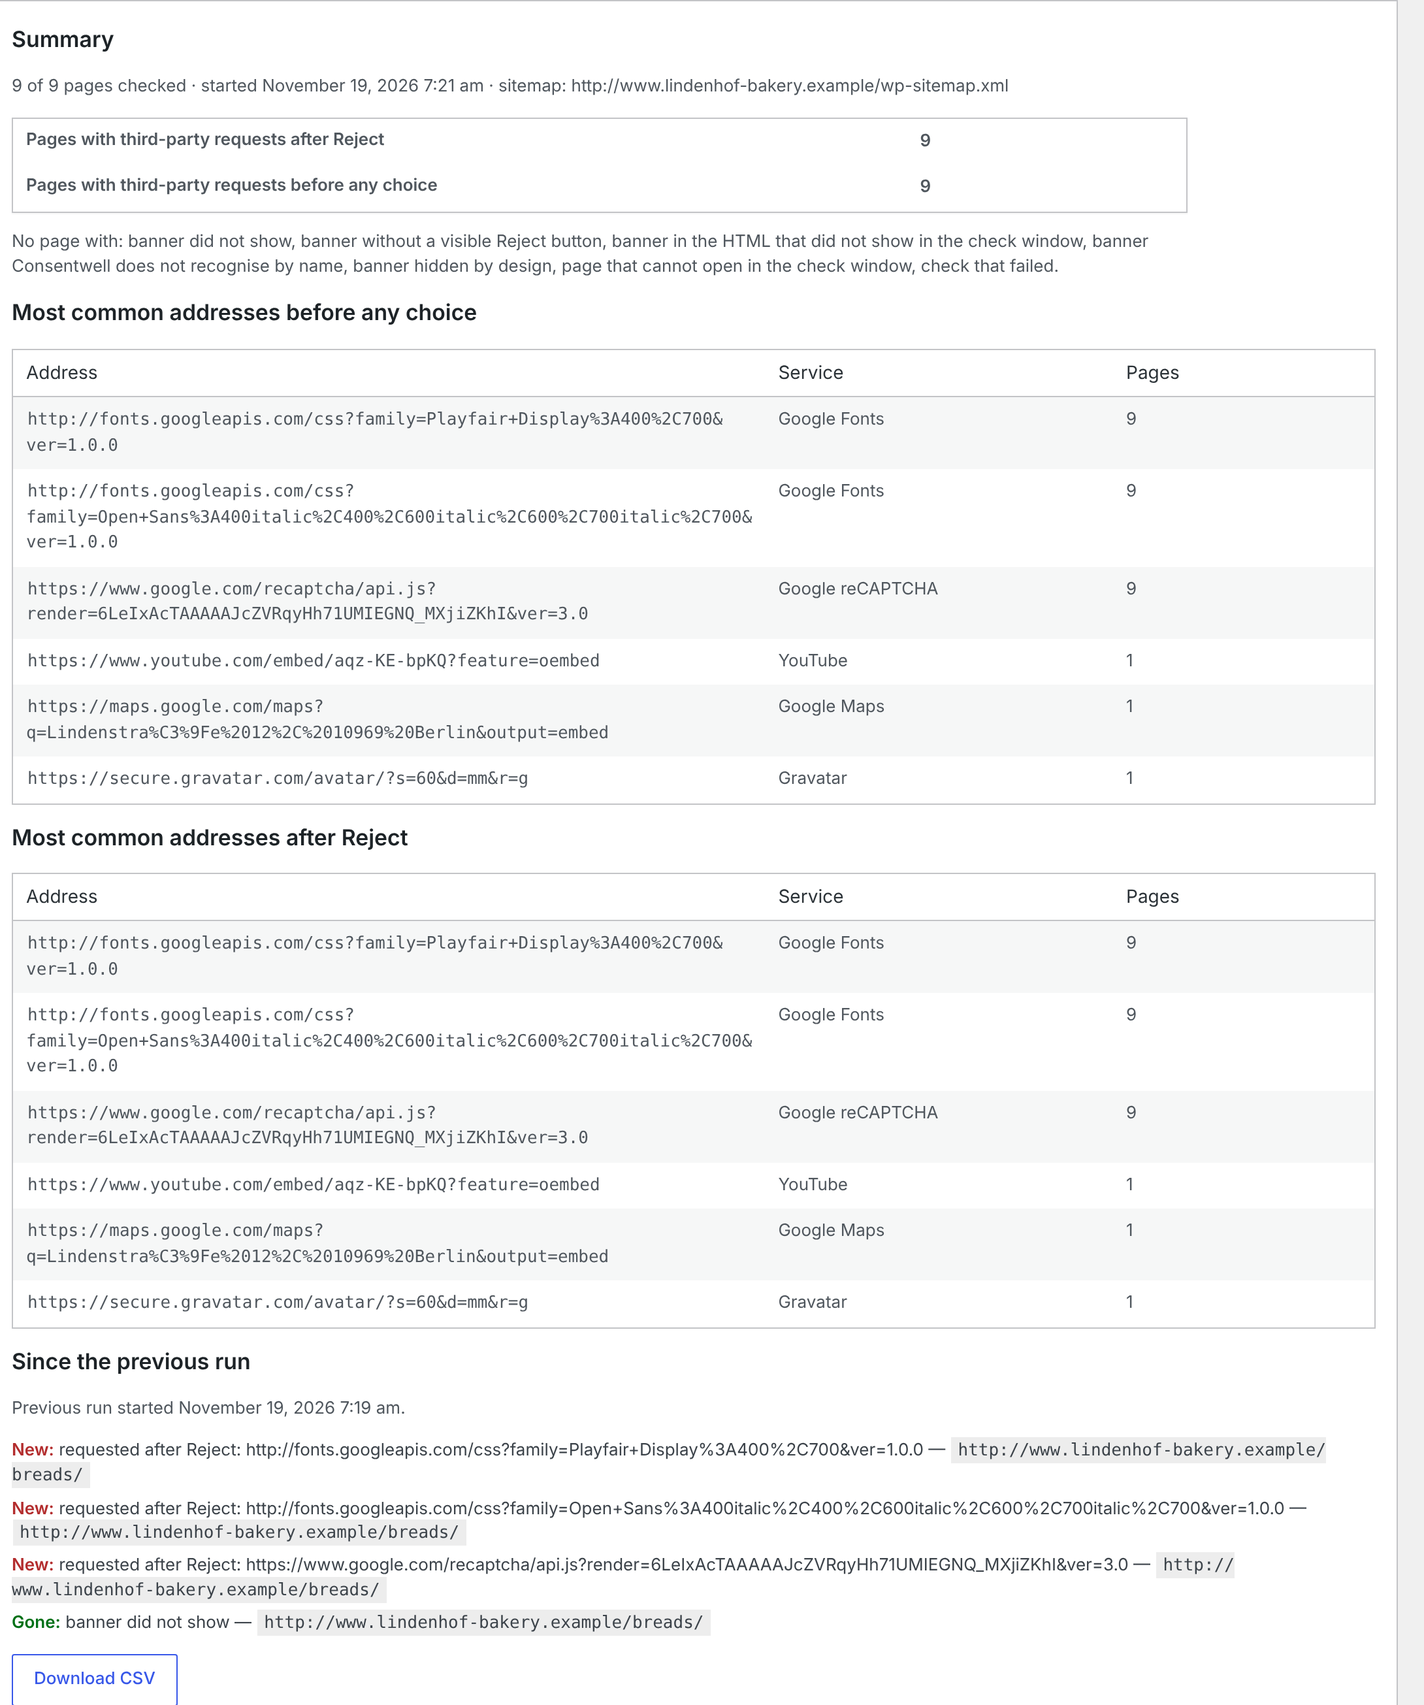 Summary
9 of 9 pages checked · started November 19, 2026 7:21 am · sitemap: http://www.lindenhof-bakery.example/wp-sitemap.xml
Pages with third-party requests after Reject 9
Pages with third-party requests before any choice 9
No page with: banner did not show, banner without a visible Reject button, banner in the HTML that did not show in the check window, banner
Consentwell does not recognise by name, banner hidden by design, page that cannot open in the check window, check that failed.
Most common addresses before any choice
Address Service Pages
http://fonts.googleapis.com/css?family=Playfair+Display%3A400%2C700& Google Fonts 9
ver=1.0.0
http://fonts.googleapis.com/css? Google Fonts 9
family=Open+Sans%3A400italic%2C400%2C600italic%2C600%2C700italic%2C700&
ver=1.0.0
https://www.google.com/recaptcha/api.js? Google reCAPTCHA 9
render=6LeIxAcTAAAAAJcZVRqyHh71UMIEGNQ_MXjiZKhI&ver=3.0
https://www.youtube.com/embed/aqz-KE-bpKQ?feature=oembed YouTube 1
https://maps.google.com/maps? Google Maps 1
q=Lindenstra%C3%9Fe%2012%2C%2010969%20Berlin&output=embed
https://secure.gravatar.com/avatar/?s=60&d=mm&r=g Gravatar 1
Most common addresses after Reject
Address Service Pages
http://fonts.googleapis.com/css?family=Playfair+Display%3A400%2C700& Google Fonts 9
ver=1.0.0
http://fonts.googleapis.com/css? Google Fonts 9
family=Open+Sans%3A400italic%2C400%2C600italic%2C600%2C700italic%2C700&
ver=1.0.0
https://www.google.com/recaptcha/api.js? Google reCAPTCHA 9
render=6LeIxAcTAAAAAJcZVRqyHh71UMIEGNQ_MXjiZKhI&ver=3.0
https://www.youtube.com/embed/aqz-KE-bpKQ?feature=oembed YouTube 1
https://maps.google.com/maps? Google Maps 1
q=Lindenstra%C3%9Fe%2012%2C%2010969%20Berlin&output=embed
https://secure.gravatar.com/avatar/?s=60&d=mm&r=g Gravatar 1
Since the previous run
Previous run started November 19, 2026 7:19 am.
New: requested after Reject: http://fonts.googleapis.com/css?family=Playfair+Display%3A400%2C700&ver=1.0.0 — http://www.lindenhof-bakery.example/
breads/
New: requested after Reject: http://fonts.googleapis.com/css?family=Open+Sans%3A400italic%2C400%2C600italic%2C600%2C700italic%2C700&ver=1.0.0 —
http://www.lindenhof-bakery.example/breads/
New: requested after Reject: https://www.google.com/recaptcha/api.js?render=6LeIxAcTAAAAAJcZVRqyHh71UMIEGNQ_MXjiZKhI&ver=3.0 — http://
www.lindenhof-bakery.example/breads/
Gone: banner did not show — http://www.lindenhof-bakery.example/breads/
Download CSV